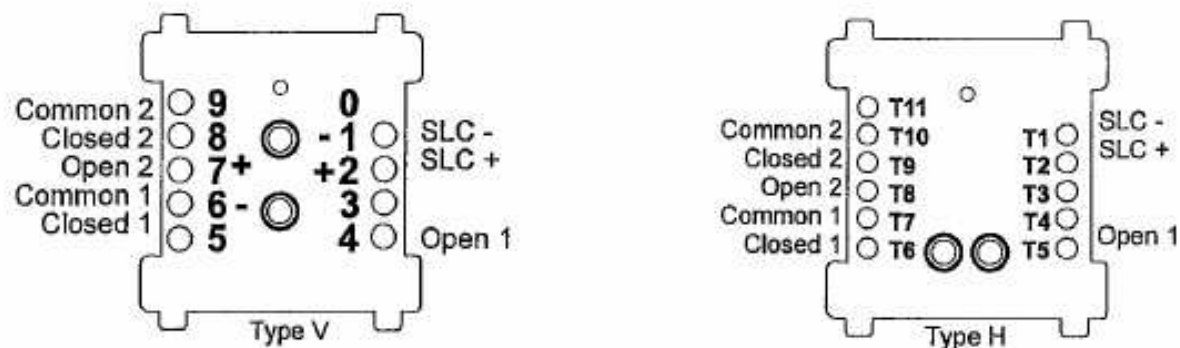 Common 2 9 0
Closed 2 8 - 1 SLC -
Open 2 7 + + 2 SLC +
Common 1 6 - 3
Closed 1 5 4 Open 1
Type V
T11
Common 2 T10 T1 SLC -
Closed 2 T9 T2 SLC +
Open 2 T8 T3
Common 1 T7 T4
Closed 1 T6 T5 Open 1
Type H